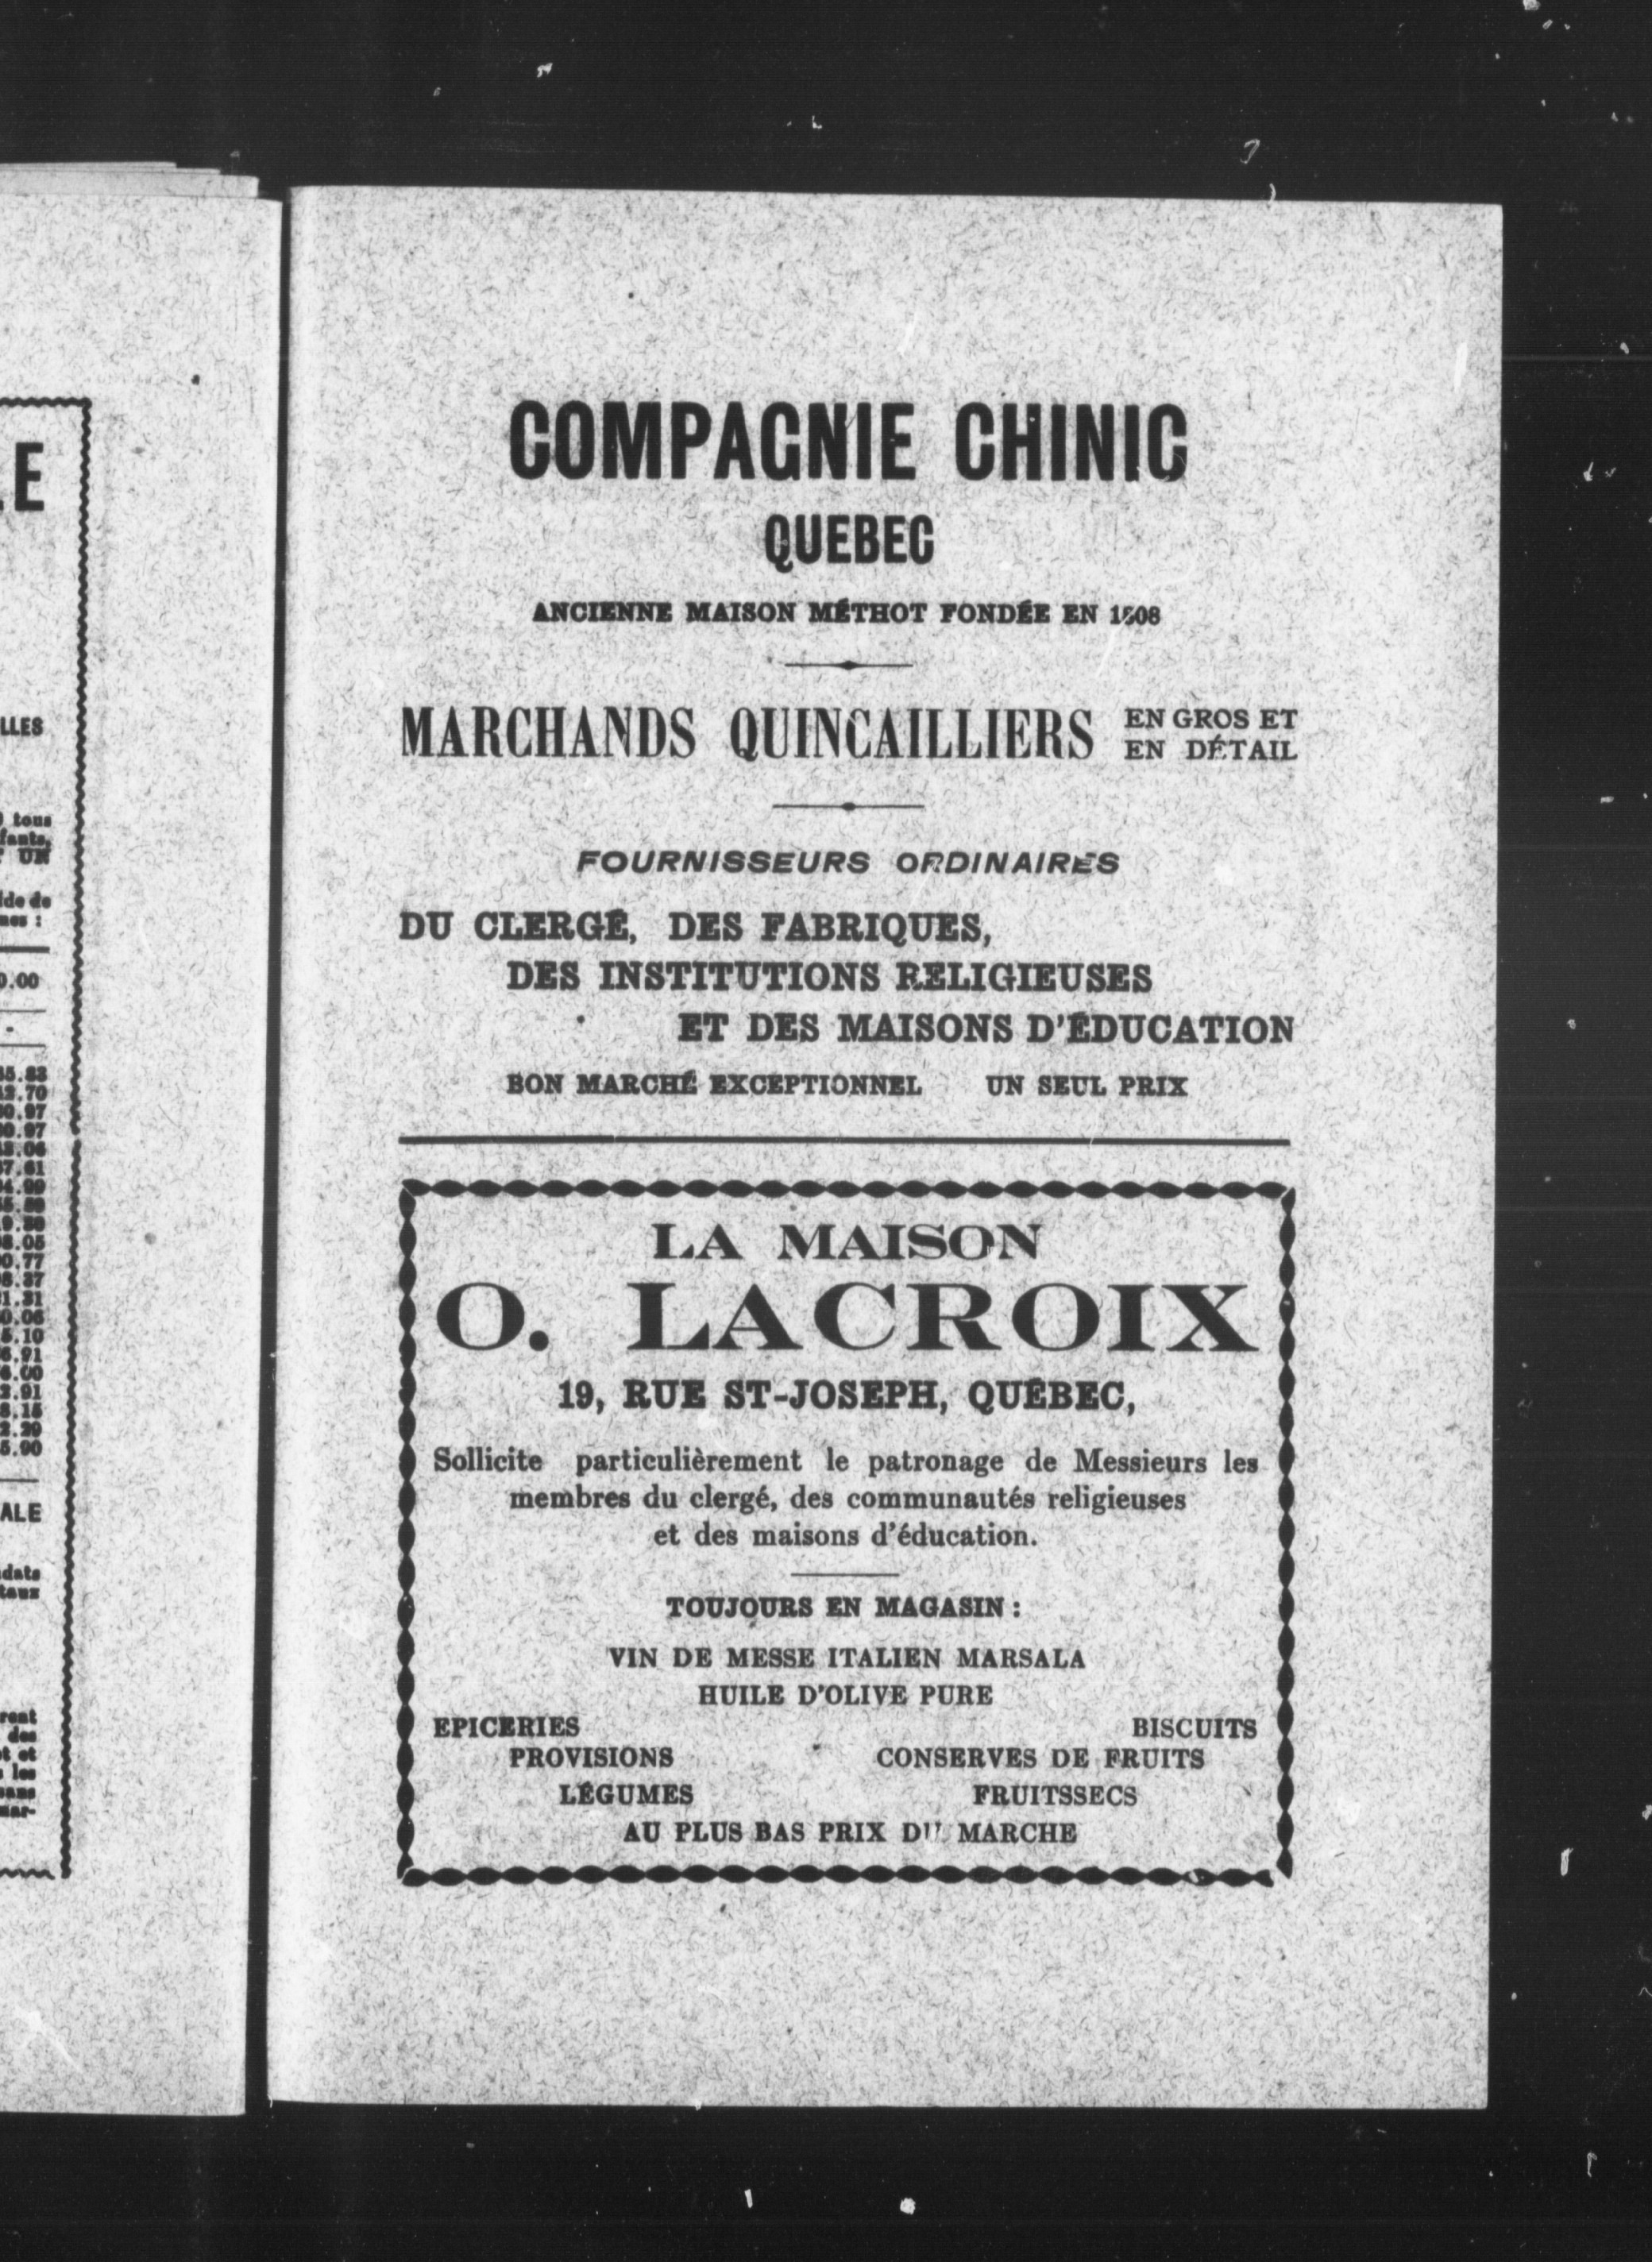 COMPAGNIE CHINIC
QUEBEC
ANCIENNE MAISON MÉTHOT FONDÉE EN 1808
MARCHANDS QUINCAILLIERS EN GROS ET
EN DÉTAIL
FOURNISSEURS ORDINAIRES
DU CLERGÉ, DES FABRIQUES,
DES INSTITUTIONS RELIGIEUSES
ET DES MAISONS D'ÉDUCATION
BON MARCHÉ EXCEPTIONNEL UN SEUL PRIX
LA MAISON
O. LACROIX
19, RUE ST-JOSEPH, QUÉBEC,
Sollicite particulièrement le patronage de Messieurs les
membres du clergé, des communautés religieuses
et des maisons d'éducation.
TOUJOURS EN MAGASIN :
VIN DE MESSE ITALIEN MARSALA
HUILE D'OLIVE PURE
EPICERIES BISCUITS
PROVISIONS CONSERVES DE FRUITS
LÉGUMES FRUITSSECS
AU PLUS BAS PRIX DU MARCHE